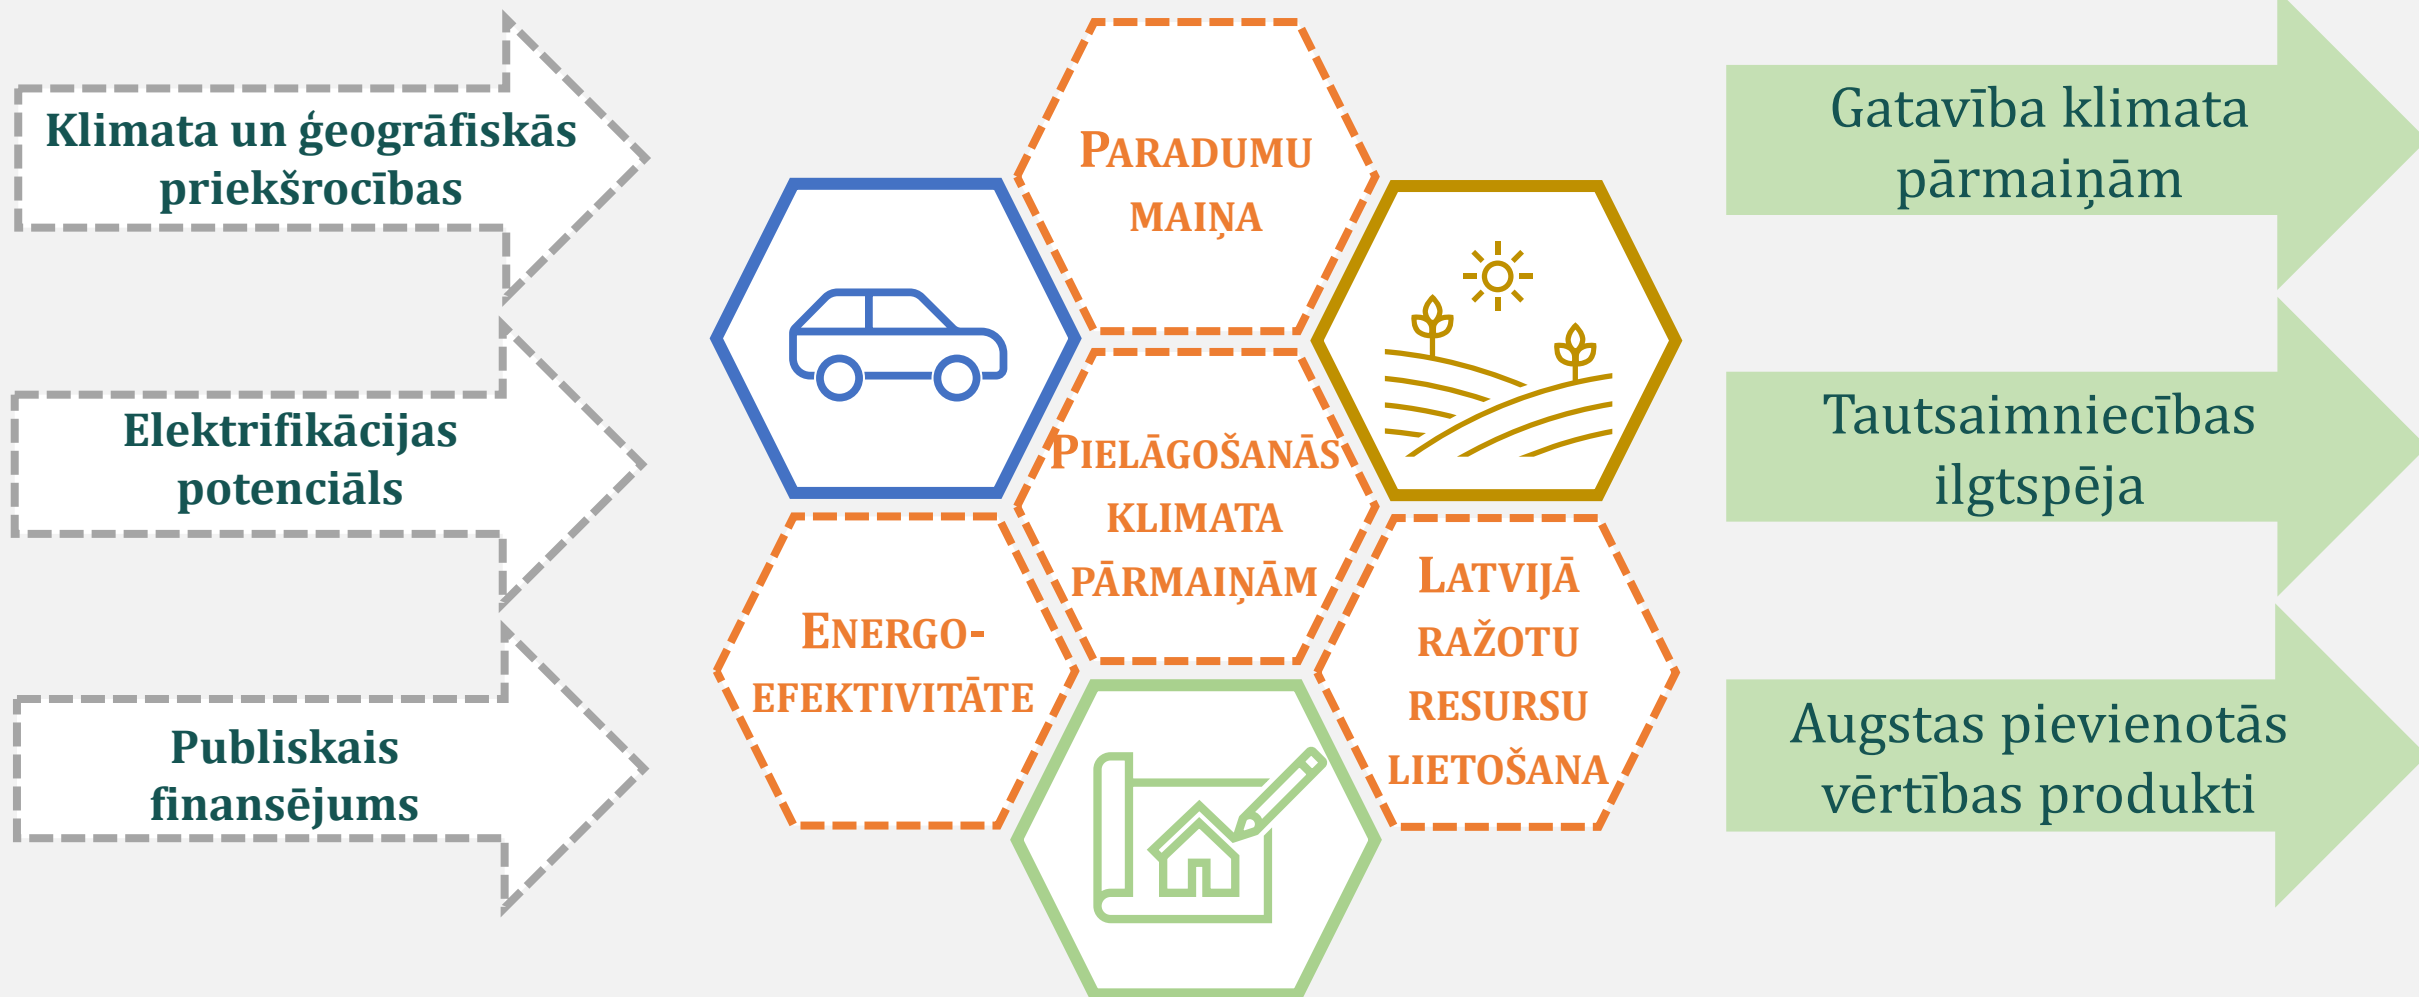 Klimata un ģeogrāfiskās
priekšrocības
Elektrifikācijas
potenciāls
Publiskais
finansējums
PARADUMU
MAIŅA
PIELĀGOŠANĀS
KLIMATA
PĀRMAIŅĀM
ENERGO-
EFEKTIVITĀTE
LATVIJĀ
RAŽOTU
RESURSU
LIETOŠANA
Gatavība klimata
pārmaiņām
Tautsaimniecības
ilgtspēja
Augstas pievienotās
vērtības produkti